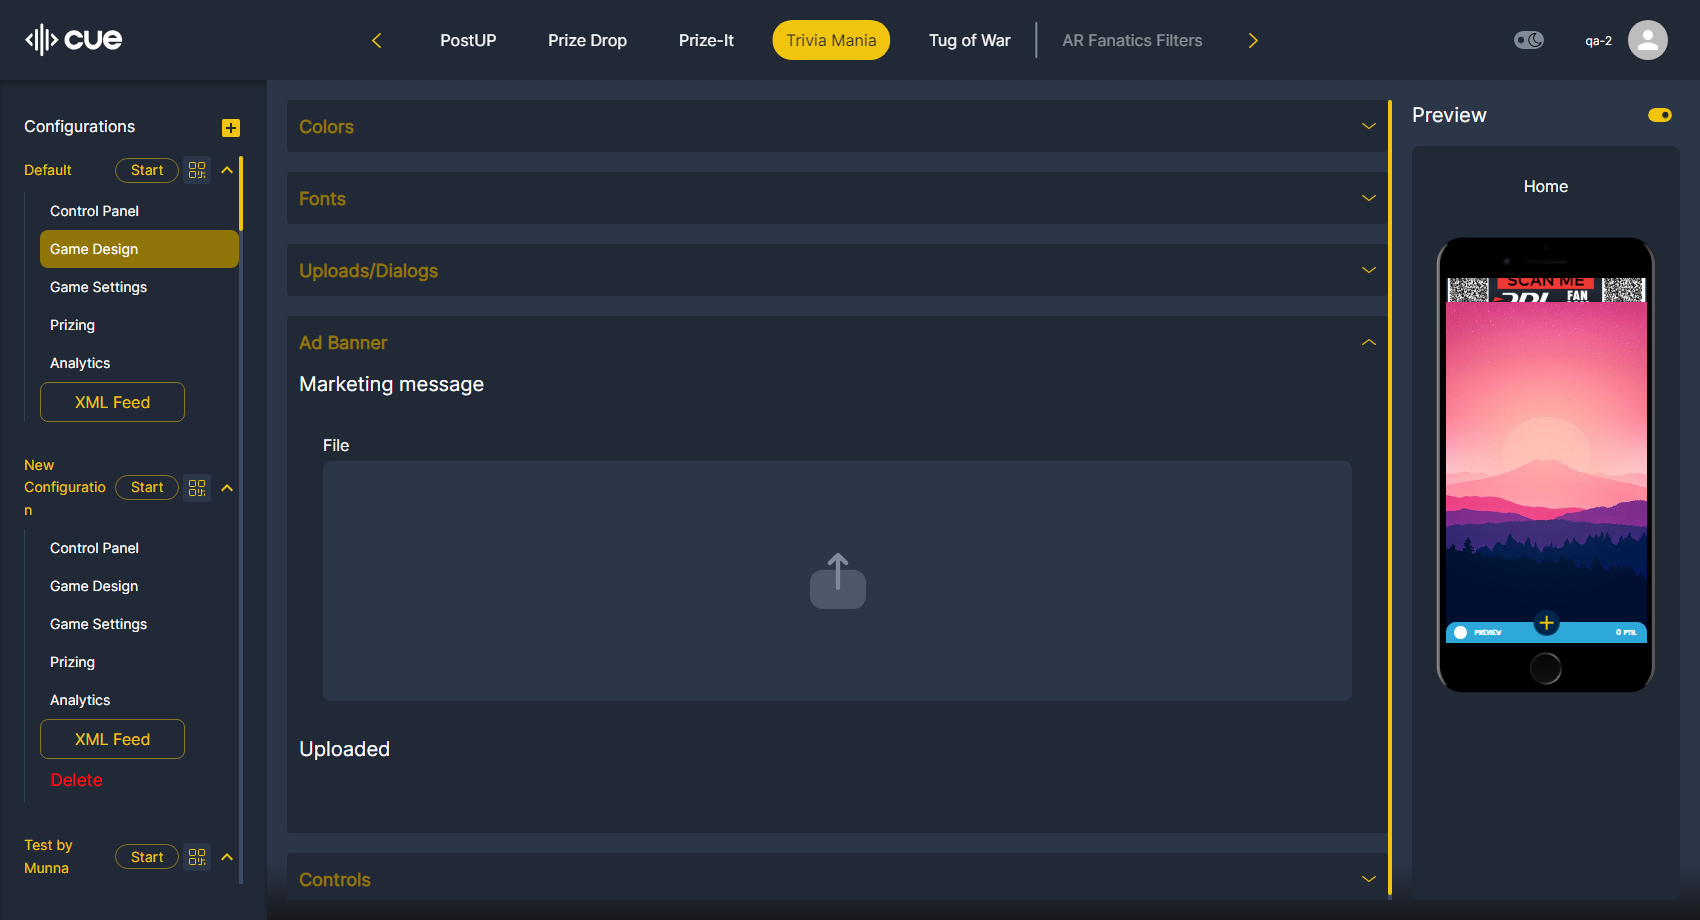 cue
PostUP
Prize Drop
Prize-It
Trivia Mania
Tug of War
AR Fanatics Filters
qa-2
Configurations
Default
Start
Control Panel
Game Design
Game Settings
Prizing
Analytics
XML Feed
New
Configuratio
n
Start
Control Panel
Game Design
Game Settings
Prizing
Analytics
XML Feed
Delete
Test by
Munna
Start
Colors
Fonts
Uploads/Dialogs
Ad Banner
Marketing message
File
Uploaded
Controls
Preview
Home
SCAN ME
FAN
PREVIEW
0 PTS.